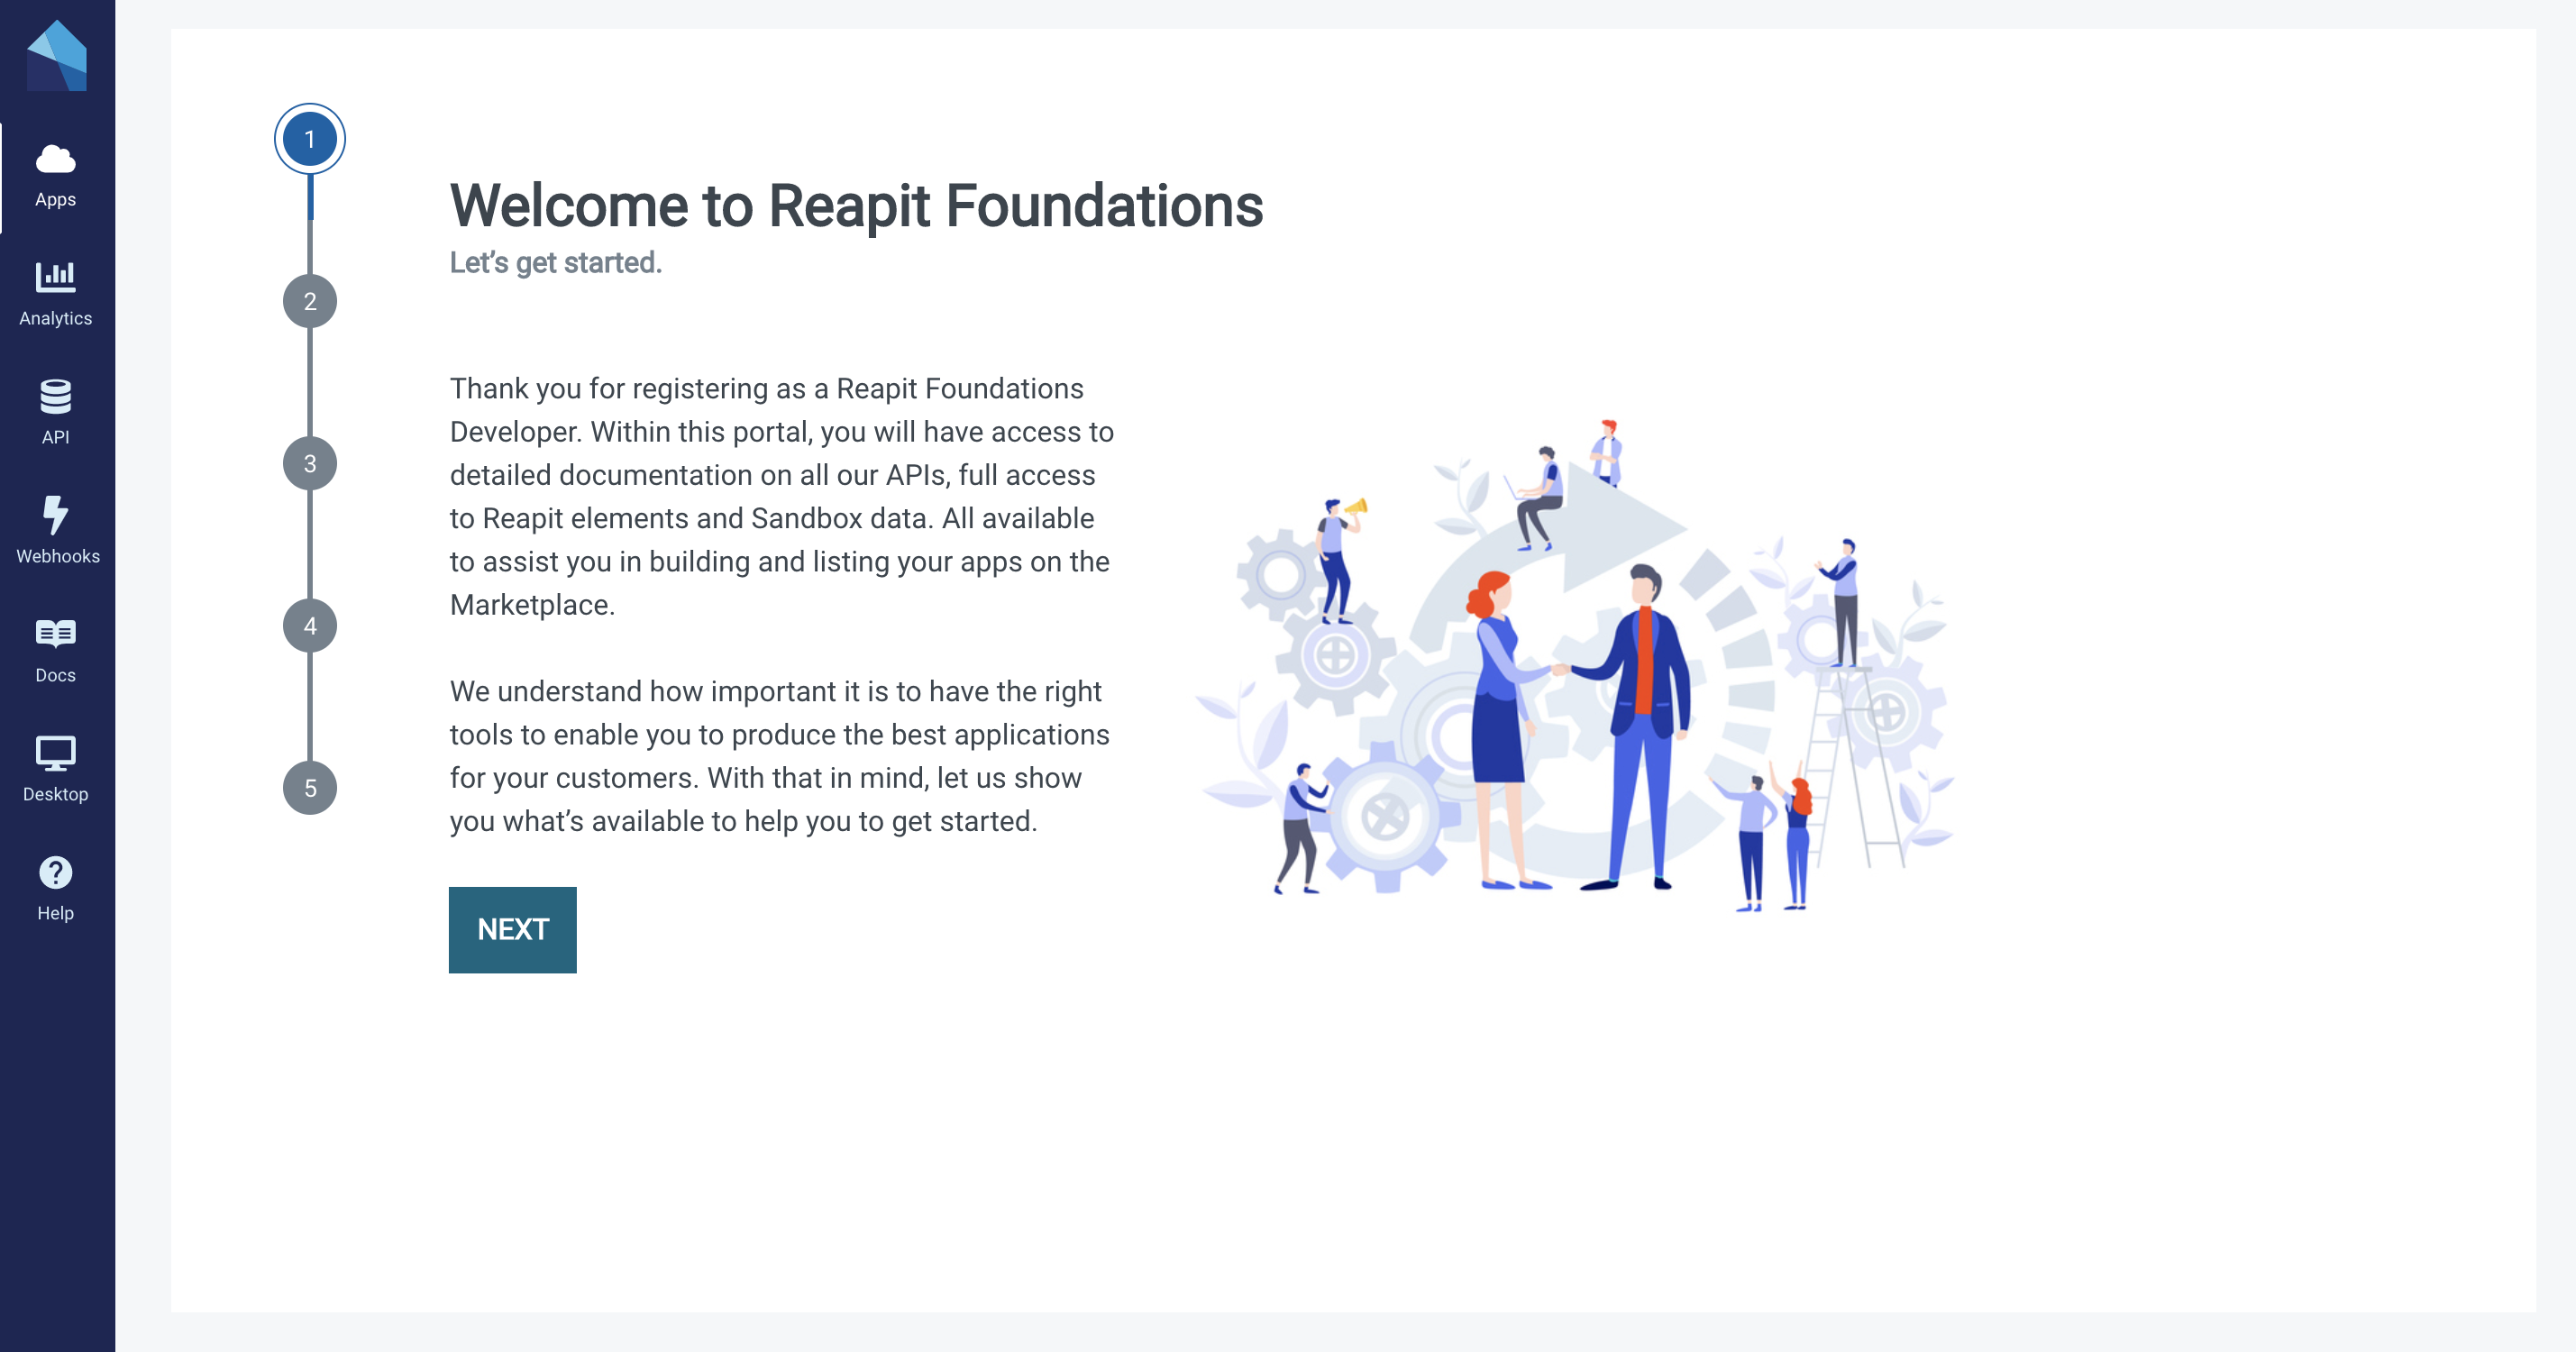 Apps
Analytics
API
Webhooks
Docs
Desktop
Help
1
2
3
4
5
Welcome to Reapit Foundations
Let’s get started.
Thank you for registering as a Reapit Foundations
Developer. Within this portal, you will have access to
detailed documentation on all our APIs, full access
to Reapit elements and Sandbox data. All available
to assist you in building and listing your apps on the
Marketplace.
We understand how important it is to have the right
tools to enable you to produce the best applications
for your customers. With that in mind, let us show
you what’s available to help you to get started.
NEXT